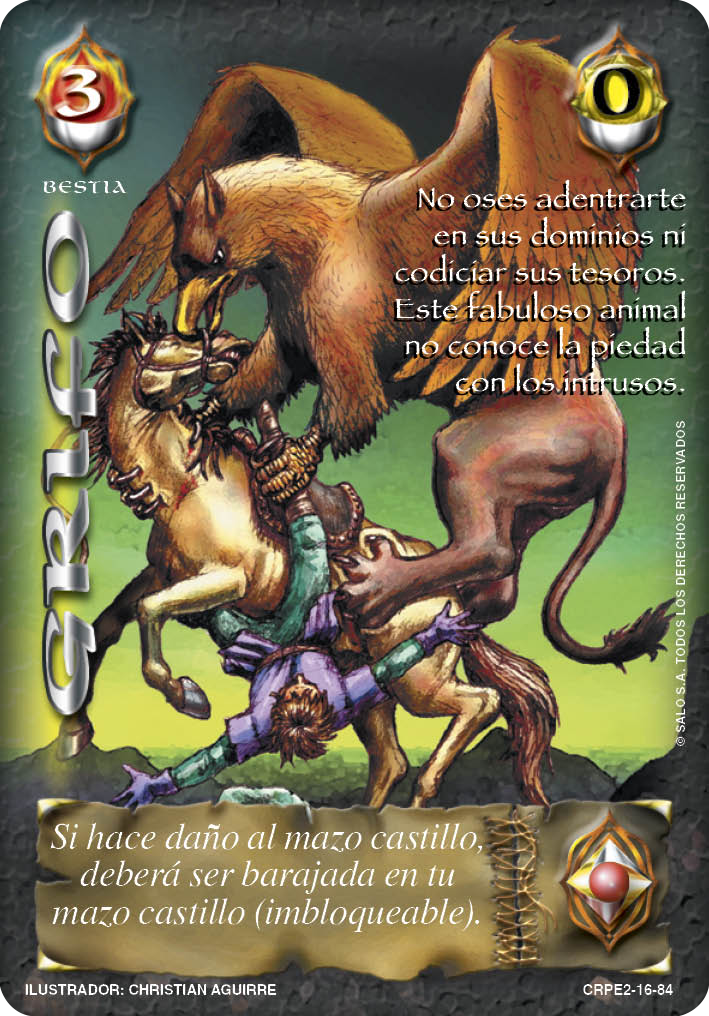 3
0
BESTIA
GRIFO
No oses adentrarte
en sus dominios ni
codiciar sus tesoros.
Este fabuloso animal
no conoce la piedad
con los intrusos.
© SALO S.A. TODOS LOS DERECHOS RESERVADOS
Si hace daño al mazo castillo,
deberá ser barajada en tu
mazo castillo (imbloqueable).
ILUSTRADOR: CHRISTIAN AGUIRRE
CRPE2-16-84